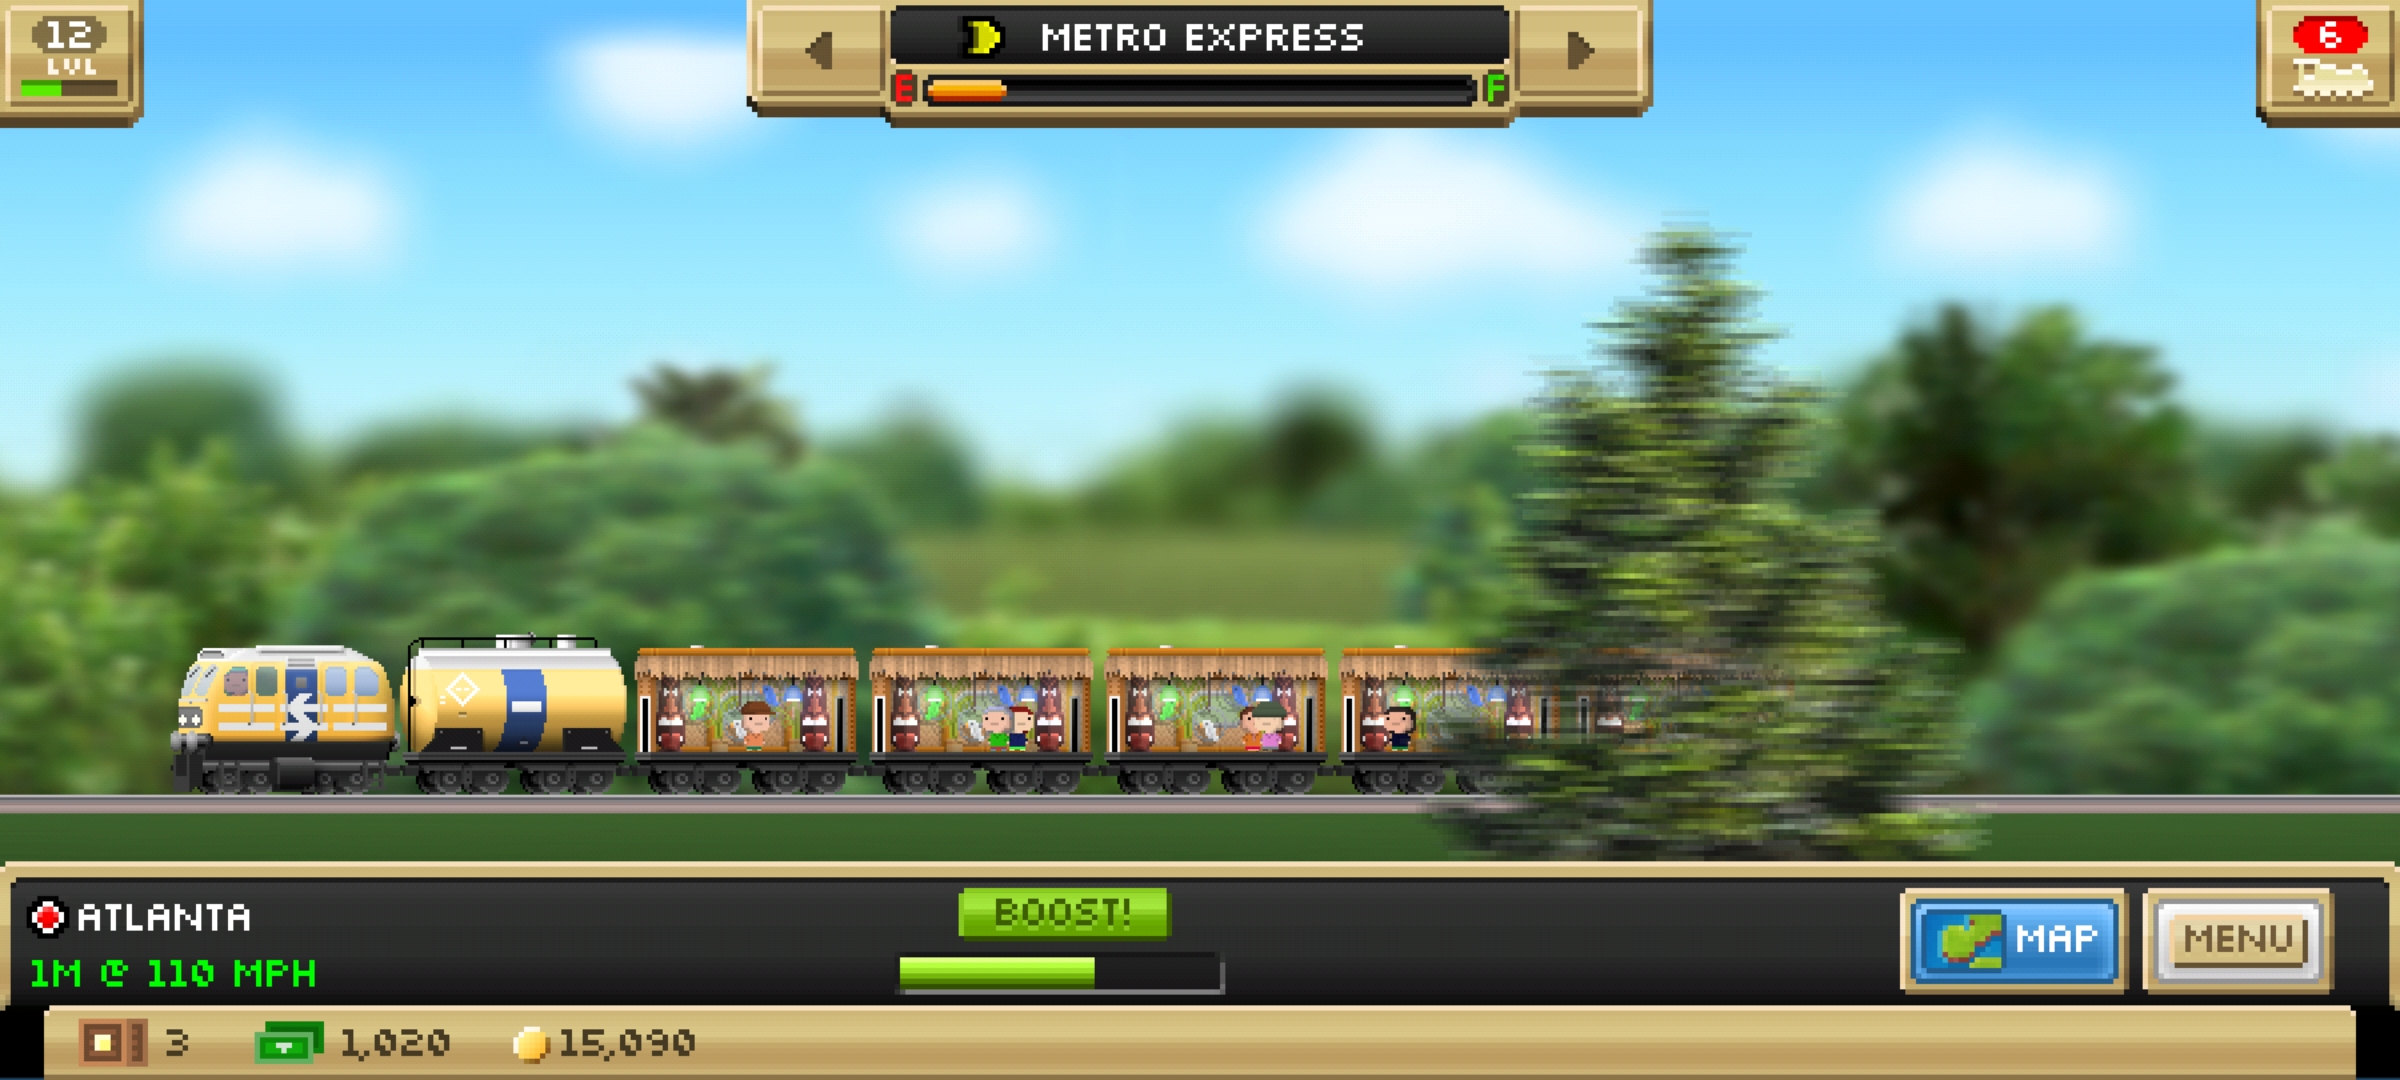 12
LVL
METRO EXPRESS
E F
6
ATLANTA
1M @ 110 MPH
BOOST!
MAP
MENU
3 1,020 15,090